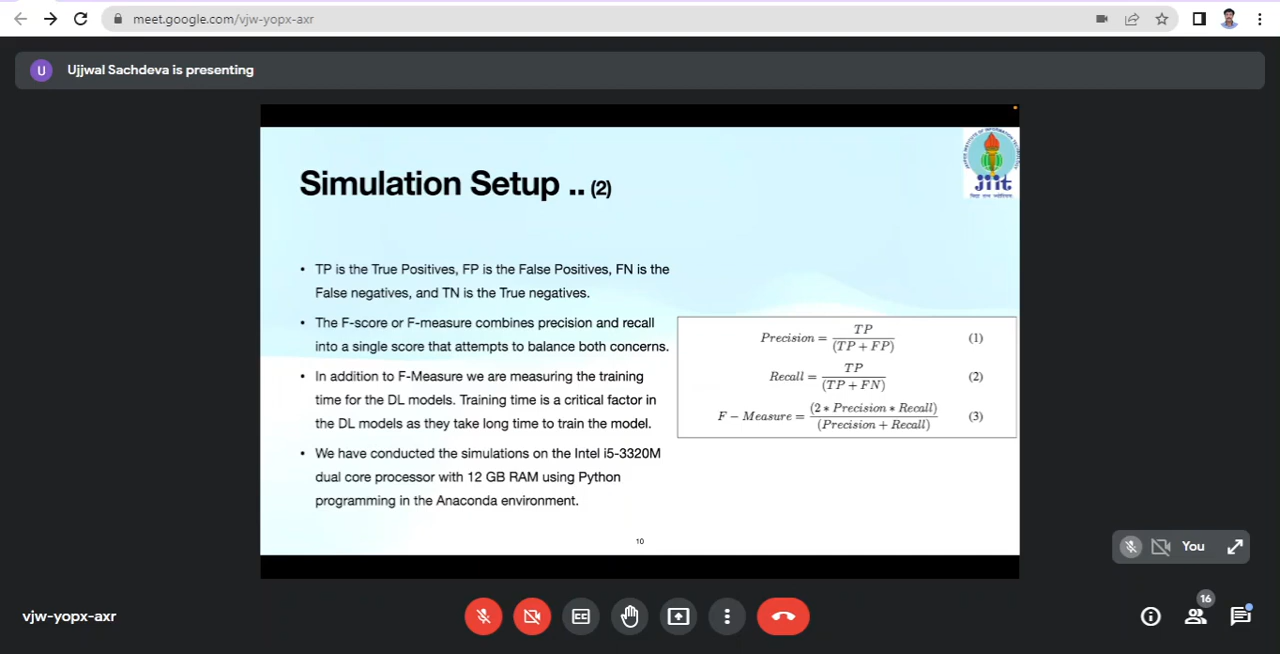 meet.google.com/vjw-yopx-axr
U Ujjwal Sachdeva is presenting
jiit
Simulation Setup .. (2)
• TP is the True Positives, FP is the False Positives, FN is the
False negatives, and TN is the True negatives.
• The F-score or F-measure combines precision and recall
into a single score that attempts to balance both concerns.
• In addition to F-Measure we are measuring the training
time for the DL models. Training time is a critical factor in
the DL models as they take long time to train the model.
• We have conducted the simulations on the Intel i5-3320M
dual core processor with 12 GB RAM using Python
programming in the Anaconda environment.
Precision = TP / (TP + FP) (1)
Recall = TP / (TP + FN) (2)
F − Measure = (2 * Precision * Recall) / (Precision + Recall) (3)
10
You
vjw-yopx-axr
CC
16